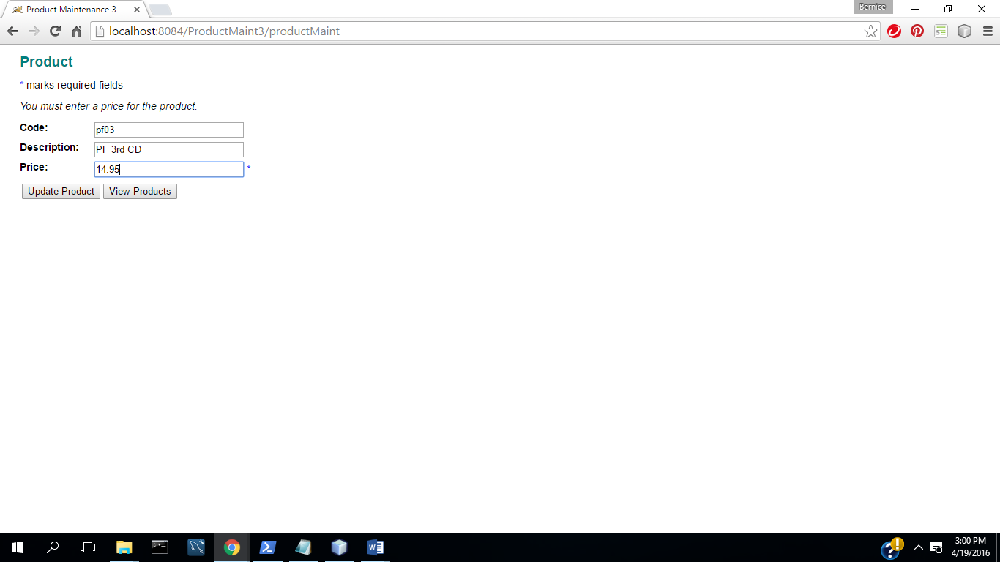 Product Maintenance 3
Bernice
localhost:8084/ProductMaint3/productMaint
Product
* marks required fields
You must enter a price for the product.
Code: pf03
Description: PF 3rd CD
Price: 14.95 *
Update Product View Products
3:00 PM
4/19/2016